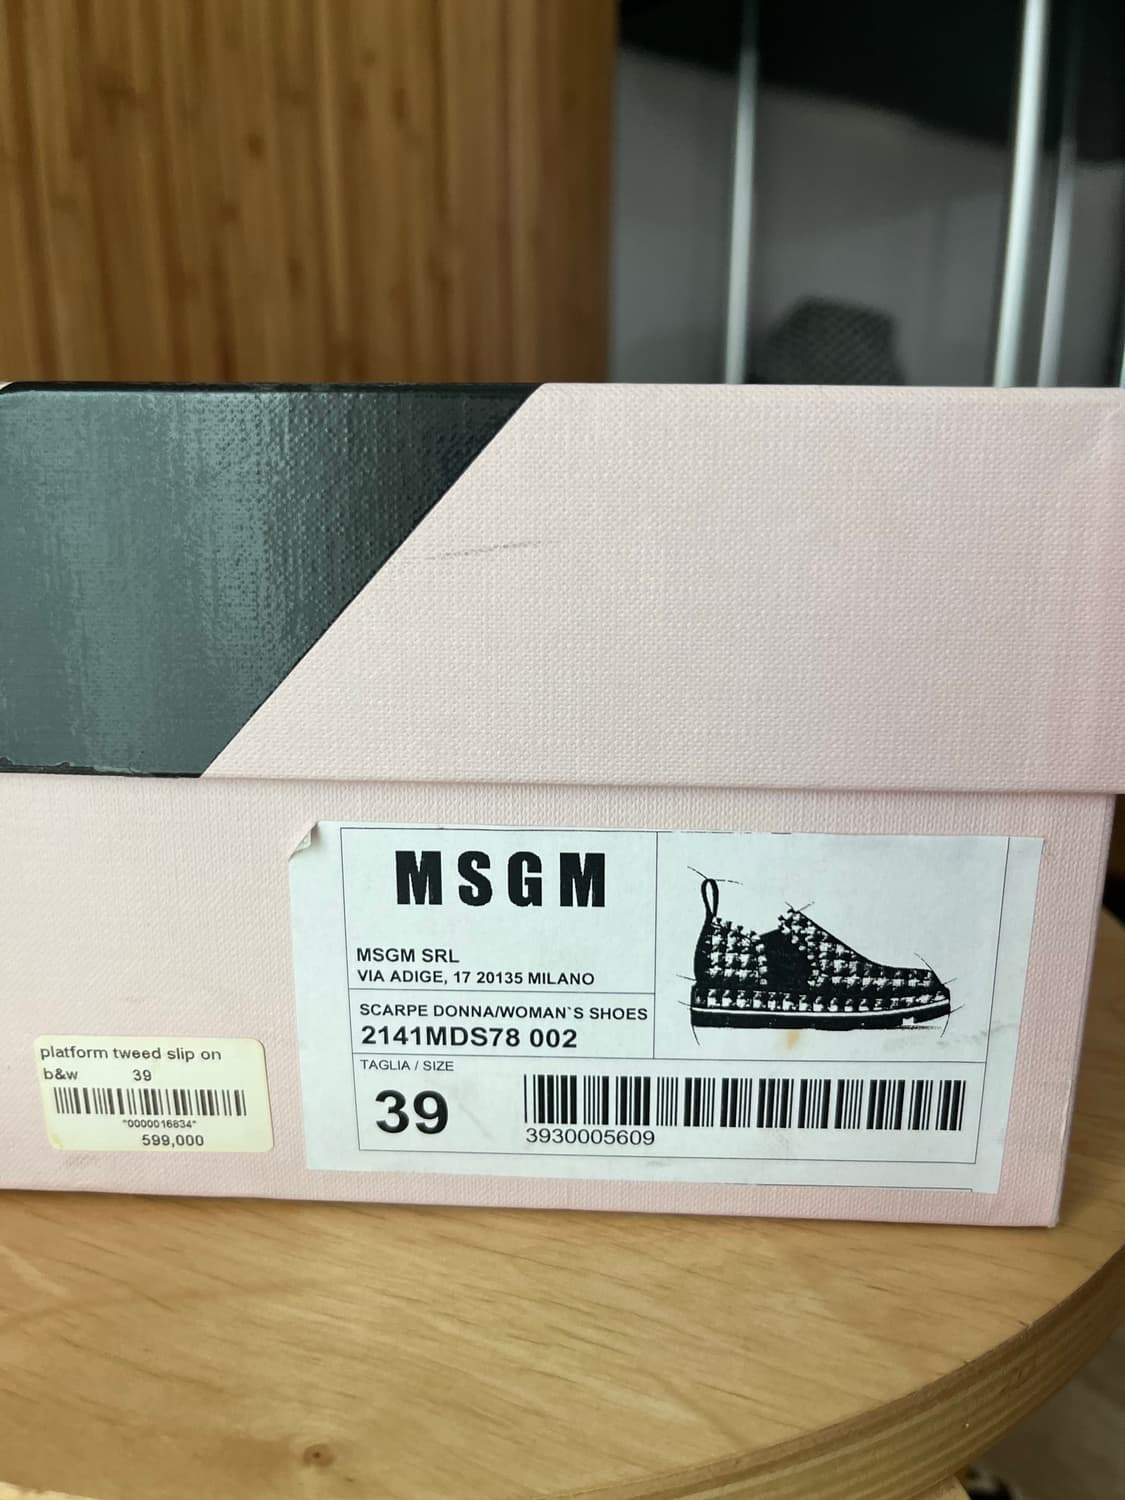 MSGM
MSGM SRL
VIA ADIGE, 17 20135 MILANO
SCARPE DONNA/WOMAN`S SHOES
2141MDS78 002
TAGLIA / SIZE
39
3930005609
platform tweed slip on
b&w 39
"0000016834"
599,000